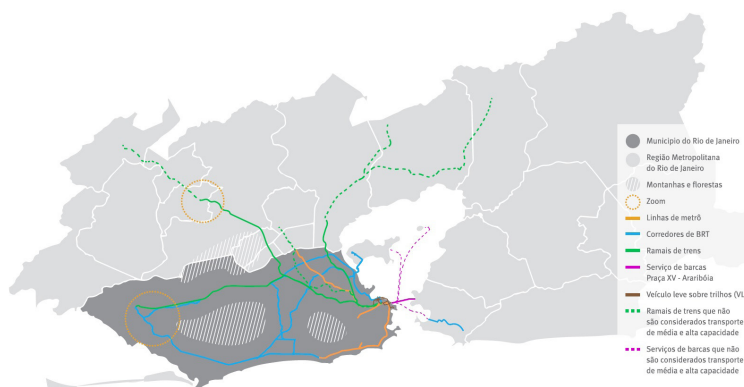 Municipio do Rio de Janeiro
Região Metropolitana
do Rio de Janeiro
Montanhas e florestas
Zoom
Linhas de metrô
Corredores de BRT
Ramais de trens
Serviço de barcas
Praça XV - Araribóia
Veículo leve sobre trilhos (VL
Ramais de trens que não
são considerados transporte
de média e alta capacidade
Serviços de barcas que não
são considerados transporte
de média e alta capacidade